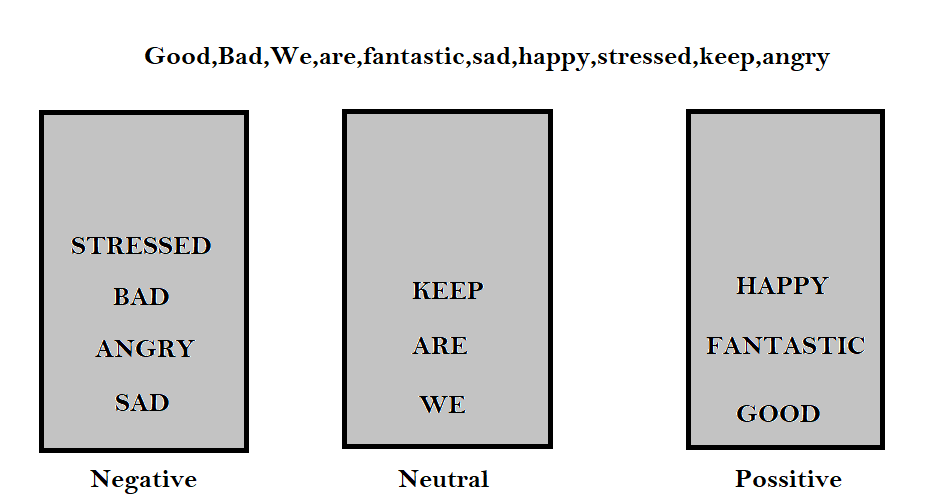 Good,Bad,We,are,fantastic,sad,happy,stressed,keep,angry
STRESSED
BAD
ANGRY
SAD
Negative
KEEP
ARE
WE
Neutral
HAPPY
FANTASTIC
GOOD
Possitive